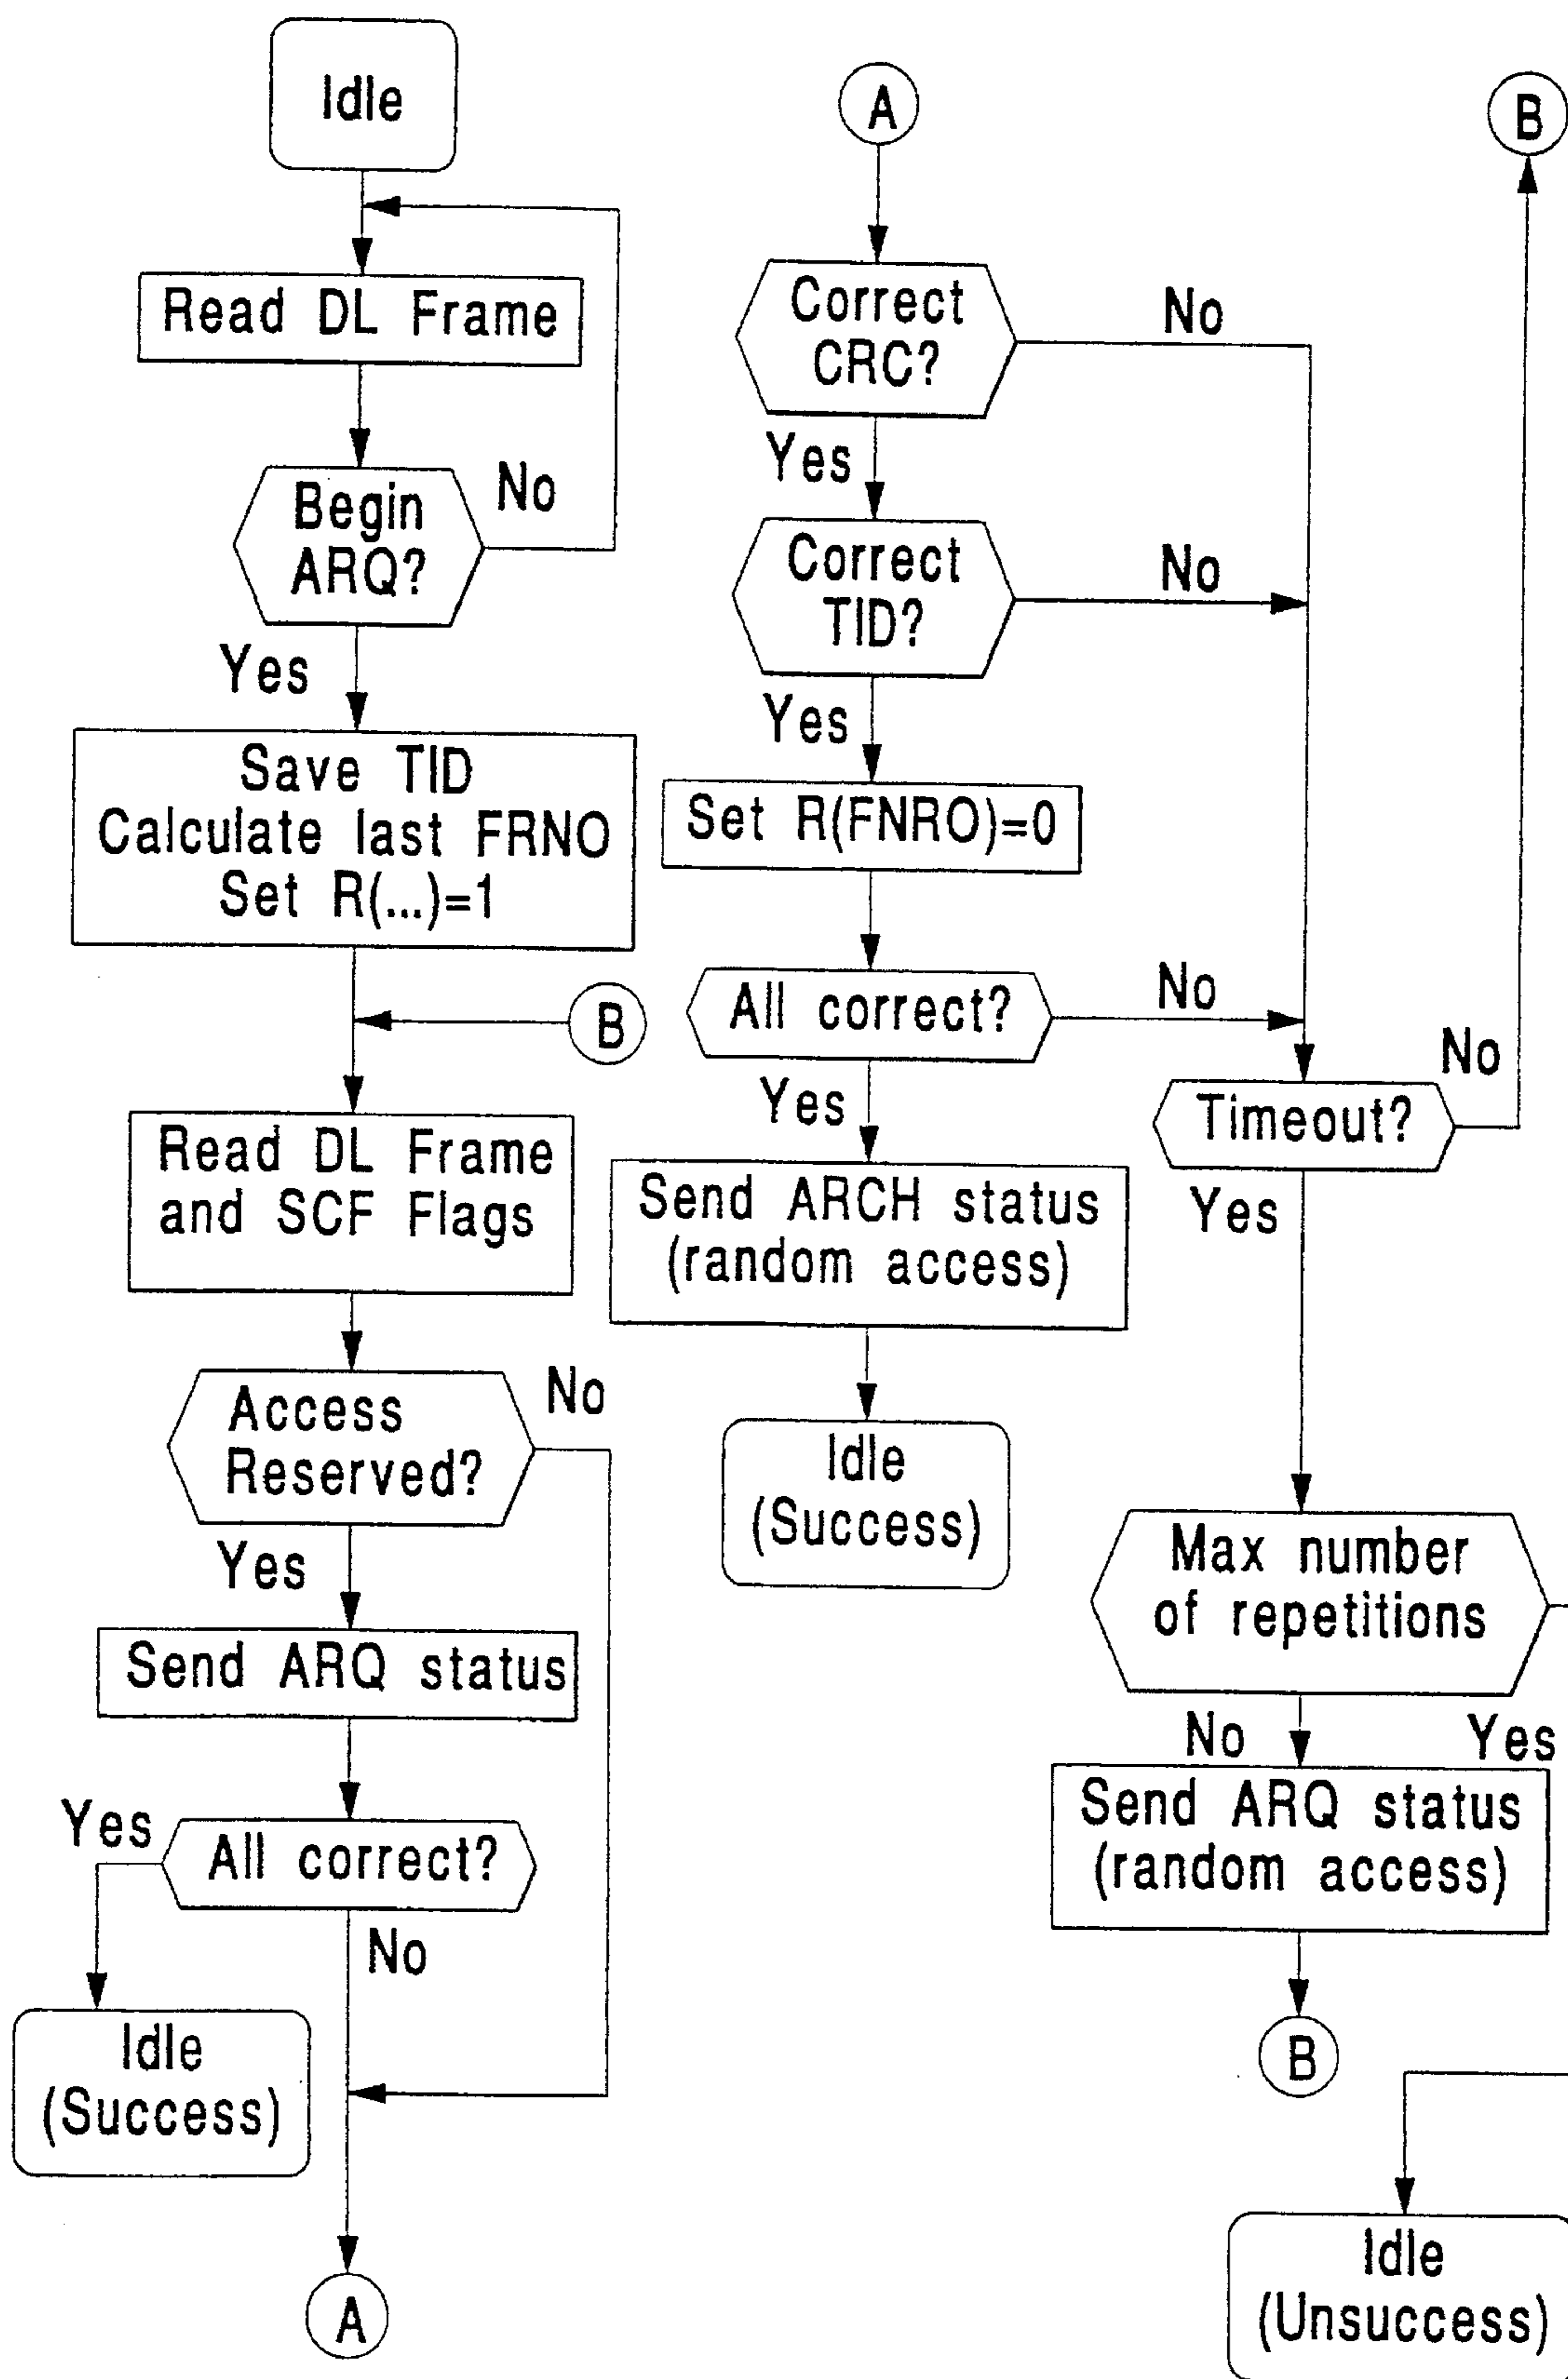 Idle
Read DL Frame
Begin
ARQ?
No
Yes
Save TID
Calculate last FRNO
Set R(...)=1
B
Read DL Frame
and SCF Flags
Access
Reserved?
No
Yes
Send ARQ status
Yes
All correct?
No
Idle
(Success)
A
A
Correct
CRC?
No
Yes
Correct
TID?
No
Yes
Set R(FNRO)=0
All correct?
No
Yes
Send ARCH status
(random access)
Idle
(Success)
B
No
Timeout?
Yes
Max number
of repetitions
No
Yes
Send ARQ status
(random access)
B
Idle
(Unsuccess)